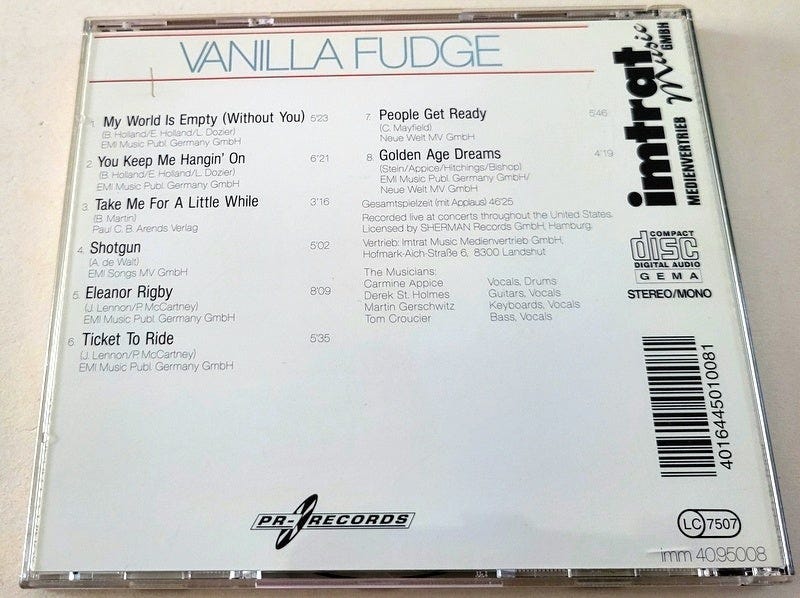 VANILLA FUDGE
1. My World Is Empty (Without You) 5'23
(B. Holland/E. Holland/L. Dozier)
EMI Music Publ. Germany GmbH
2. You Keep Me Hangin' On 6'21
(B. Holland/E. Holland/L. Dozier)
EMI Music Publ. Germany GmbH
3. Take Me For A Little While 3'16
(B. Martin)
Paul C. B. Arends Verlag
4. Shotgun 5'02
(A. de Walt)
EMI Songs MV GmbH
5. Eleanor Rigby 8'09
(J. Lennon/P. McCartney)
EMI Music Publ. Germany GmbH
6. Ticket To Ride 5'35
(J. Lennon/P. McCartney)
EMI Music Publ. Germany GmbH
7. People Get Ready 5'46
(C. Mayfield)
Neue Welt MV GmbH
8. Golden Age Dreams 4'19
(Stein/Appice/Hitchings/Bishop)
EMI Music Publ. Germany GmbH/
Neue Welt MV GmbH
Gesamtspielzeit (mit Applaus) 46'25
Recorded live at concerts throughout the United States.
Licensed by SHERMAN Records GmbH, Hamburg.
Vertrieb: Imtrat Music Medienvertrieb GmbH,
Hofmark-Aich-Straße 6, 8300 Landshut
The Musicians:
Carmine Appice Vocals, Drums
Derek St. Holmes Guitars, Vocals
Martin Gerschwitz Keyboards, Vocals
Tom Croucier Bass, Vocals
imtrat Music GMBH
MEDIENVERTRIEB
COMPACT
disc
DIGITAL AUDIO
GEMA
STEREO/MONO
4016445010081
PR- RECORDS
LC 7507
imm 40.95008